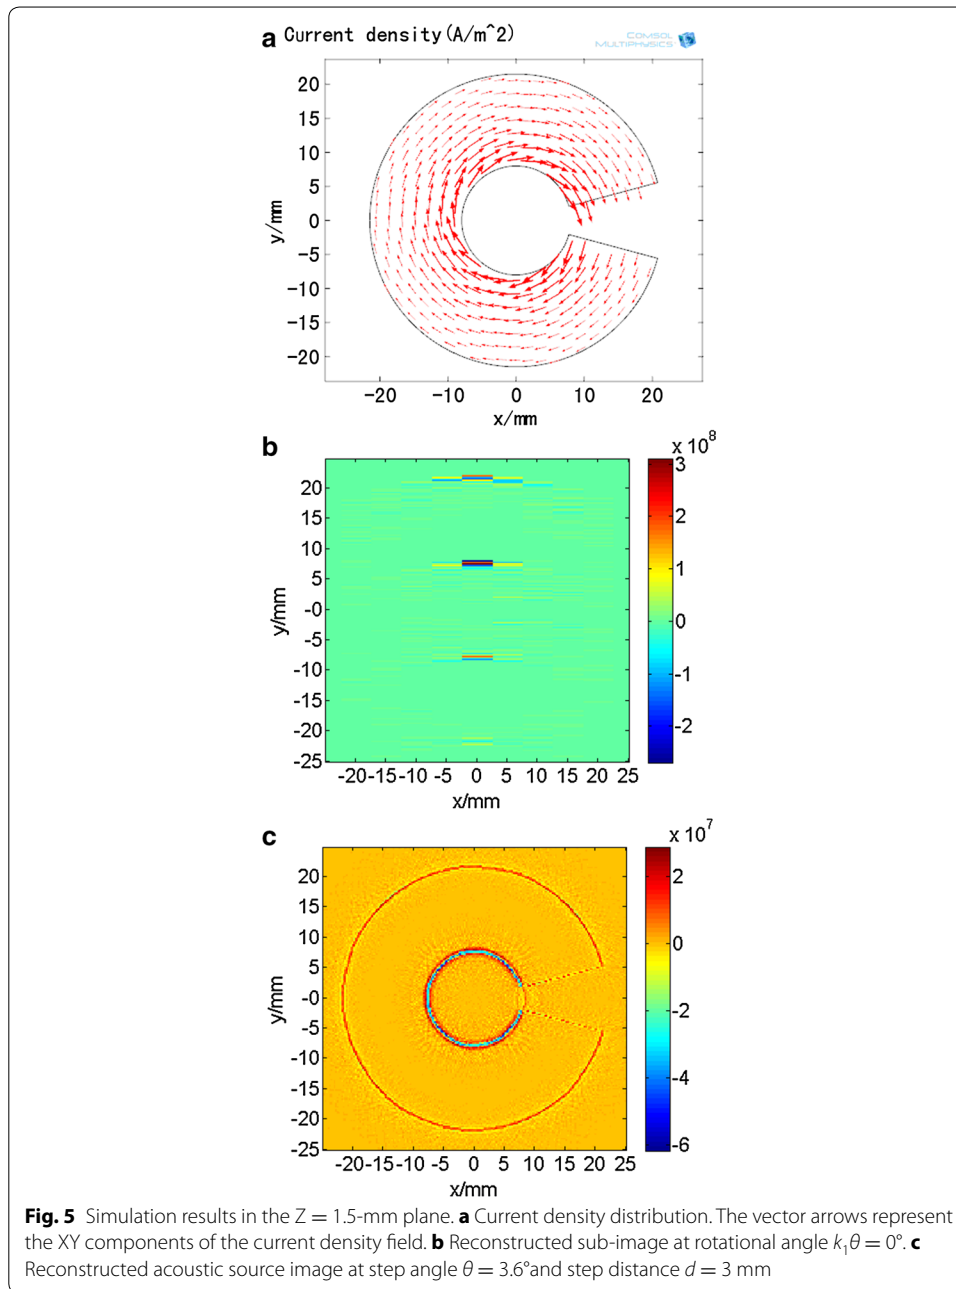 a Current density(A/m^2)
COMSOL
MULTIPHYSICS
20
15
10
5
0
-5
-10
-15
-20
y/mm
-20 -10 0 10 20
x/mm
b
x 10^8
20
15
10
5
-0
-5
-10
-15
-20
-25
y/mm
-20 -15 -10 -5 0 5 10 15 20 25
x/mm
3
2
1
0
-1
-2
c
x 10^7
20
15
10
5
-0
-5
-10
-15
-20
-25
y/mm
-20 -15 -10 -5 0 5 10 15 20 25
x/mm
2
0
-2
-4
-6
Fig. 5 Simulation results in the Z = 1.5-mm plane. a Current density distribution. The vector arrows represent
the XY components of the current density field. b Reconstructed sub-image at rotational angle k₁θ = 0°. c
Reconstructed acoustic source image at step angle θ = 3.6°and step distance d = 3 mm